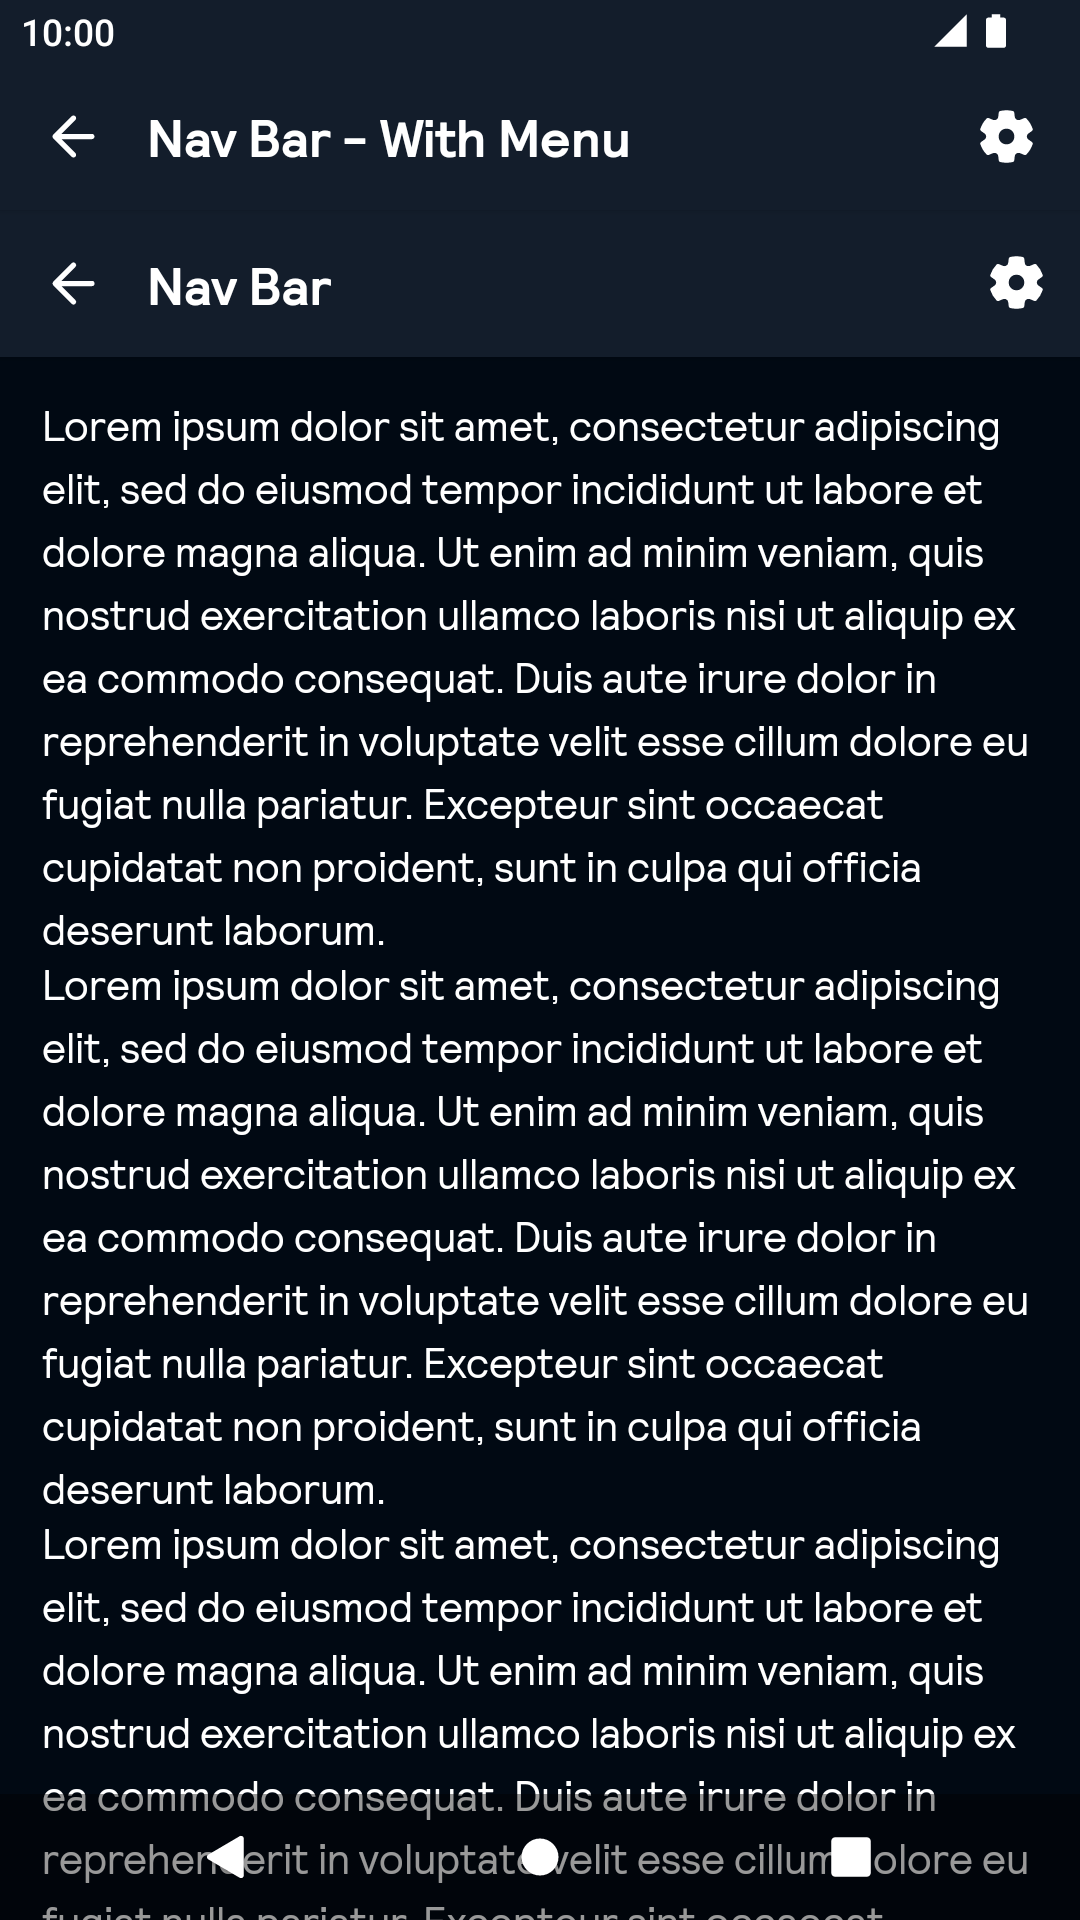 10:00
Nav Bar - With Menu
Nav Bar
Lorem ipsum dolor sit amet, consectetur adipiscing
elit, sed do eiusmod tempor incididunt ut labore et
dolore magna aliqua. Ut enim ad minim veniam, quis
nostrud exercitation ullamco laboris nisi ut aliquip ex
ea commodo consequat. Duis aute irure dolor in
reprehenderit in voluptate velit esse cillum dolore eu
fugiat nulla pariatur. Excepteur sint occaecat
cupidatat non proident, sunt in culpa qui officia
deserunt laborum.
Lorem ipsum dolor sit amet, consectetur adipiscing
elit, sed do eiusmod tempor incididunt ut labore et
dolore magna aliqua. Ut enim ad minim veniam, quis
nostrud exercitation ullamco laboris nisi ut aliquip ex
ea commodo consequat. Duis aute irure dolor in
reprehenderit in voluptate velit esse cillum dolore eu
fugiat nulla pariatur. Excepteur sint occaecat
cupidatat non proident, sunt in culpa qui officia
deserunt laborum.
Lorem ipsum dolor sit amet, consectetur adipiscing
elit, sed do eiusmod tempor incididunt ut labore et
dolore magna aliqua. Ut enim ad minim veniam, quis
nostrud exercitation ullamco laboris nisi ut aliquip ex
ea commodo consequat. Duis aute irure dolor in
reprehenderit in voluptate velit esse cillum dolore eu
fugiat nulla pariatur. Excepteur sint occaecat